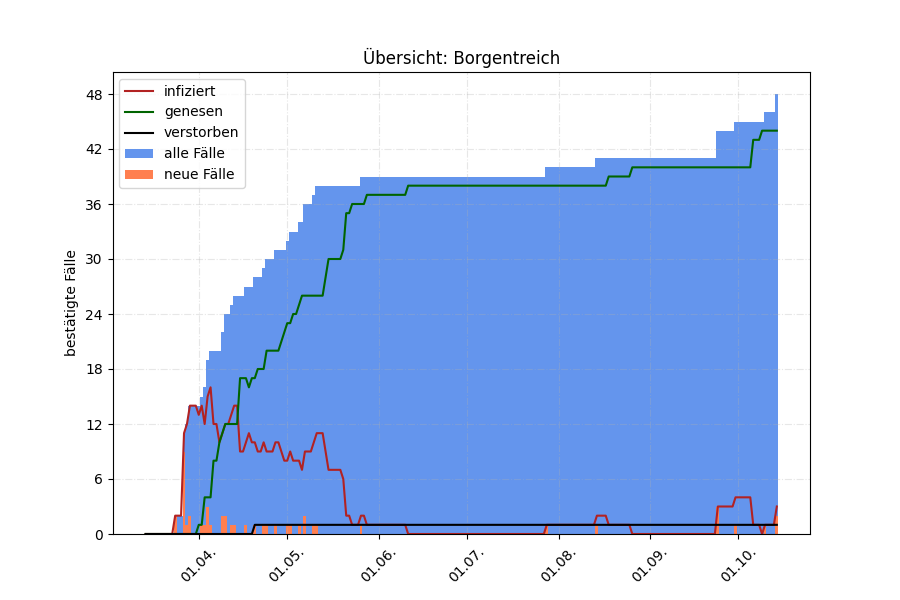 Übersicht: Borgentreich
infiziert
genesen
verstorben
alle Fälle
neue Fälle
bestätigte Fälle
48
42
36
30
24
18
12
6
0
01.04.
01.05.
01.06.
01.07.
01.08.
01.09.
01.10.